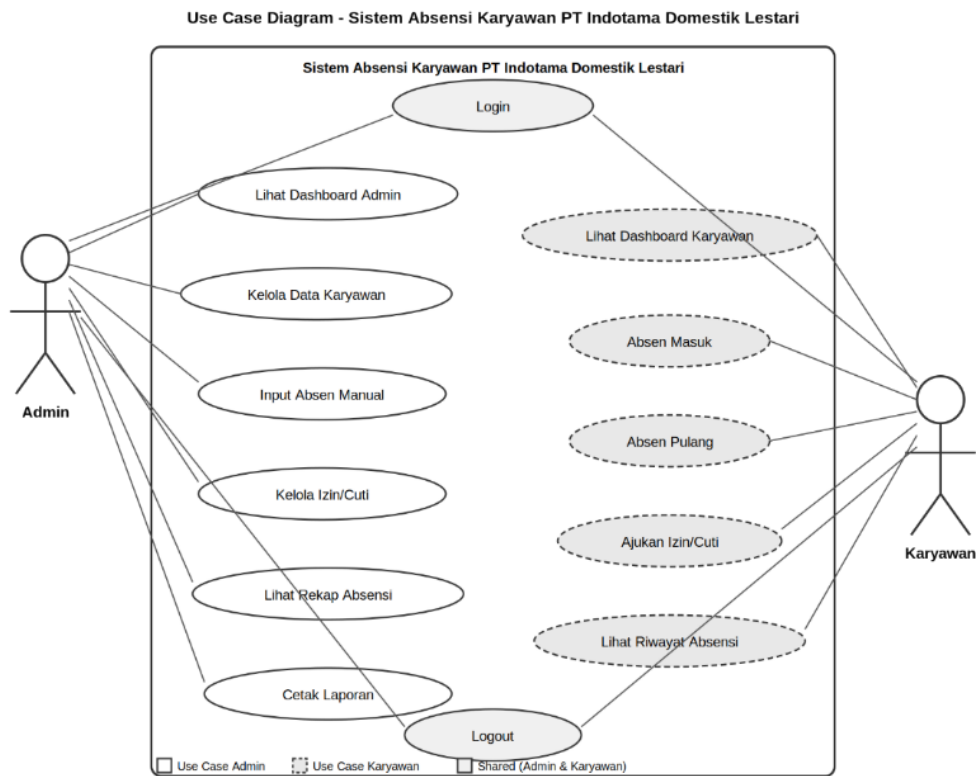 Use Case Diagram - Sistem Absensi Karyawan PT Indotama Domestik Lestari
Sistem Absensi Karyawan PT Indotama Domestik Lestari
Login
Lihat Dashboard Admin
Lihat Dashboard Karyawan
Kelola Data Karyawan
Absen Masuk
Input Absen Manual
Admin
Absen Pulang
Kelola Izin/Cuti
Ajukan Izin/Cuti
Karyawan
Lihat Rekap Absensi
Lihat Riwayat Absensi
Cetak Laporan
Logout
Use Case Admin
Use Case Karyawan
Shared (Admin & Karyawan)